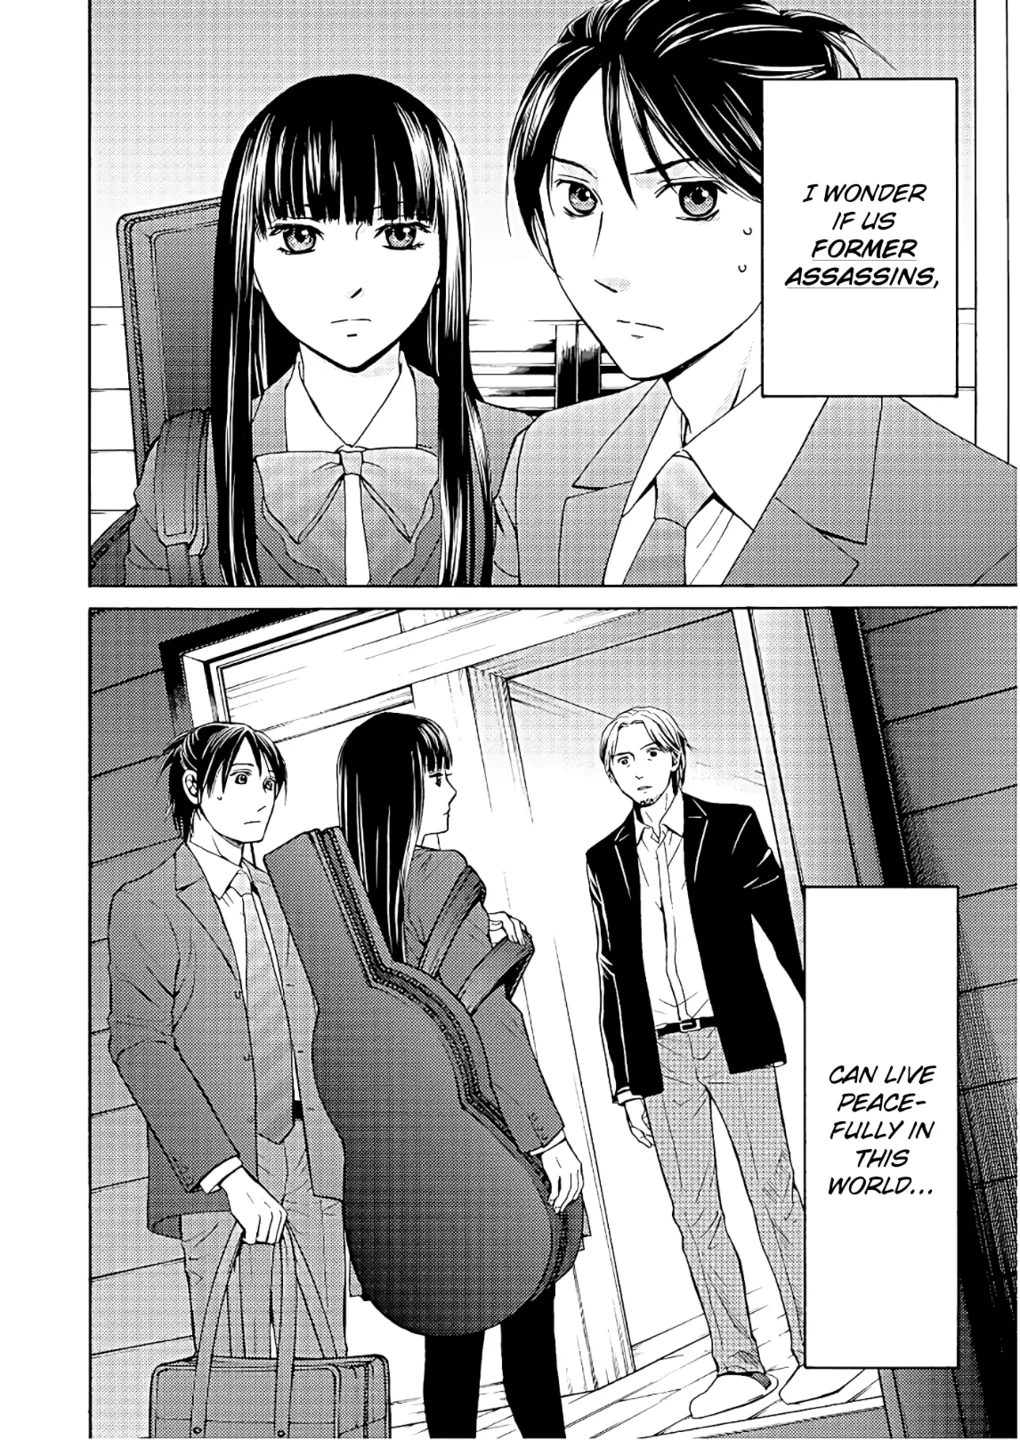 I WONDER
IF US
FORMER
ASSASSINS,
CAN LIVE
PEACE-
FULLY IN
THIS
WORLD...